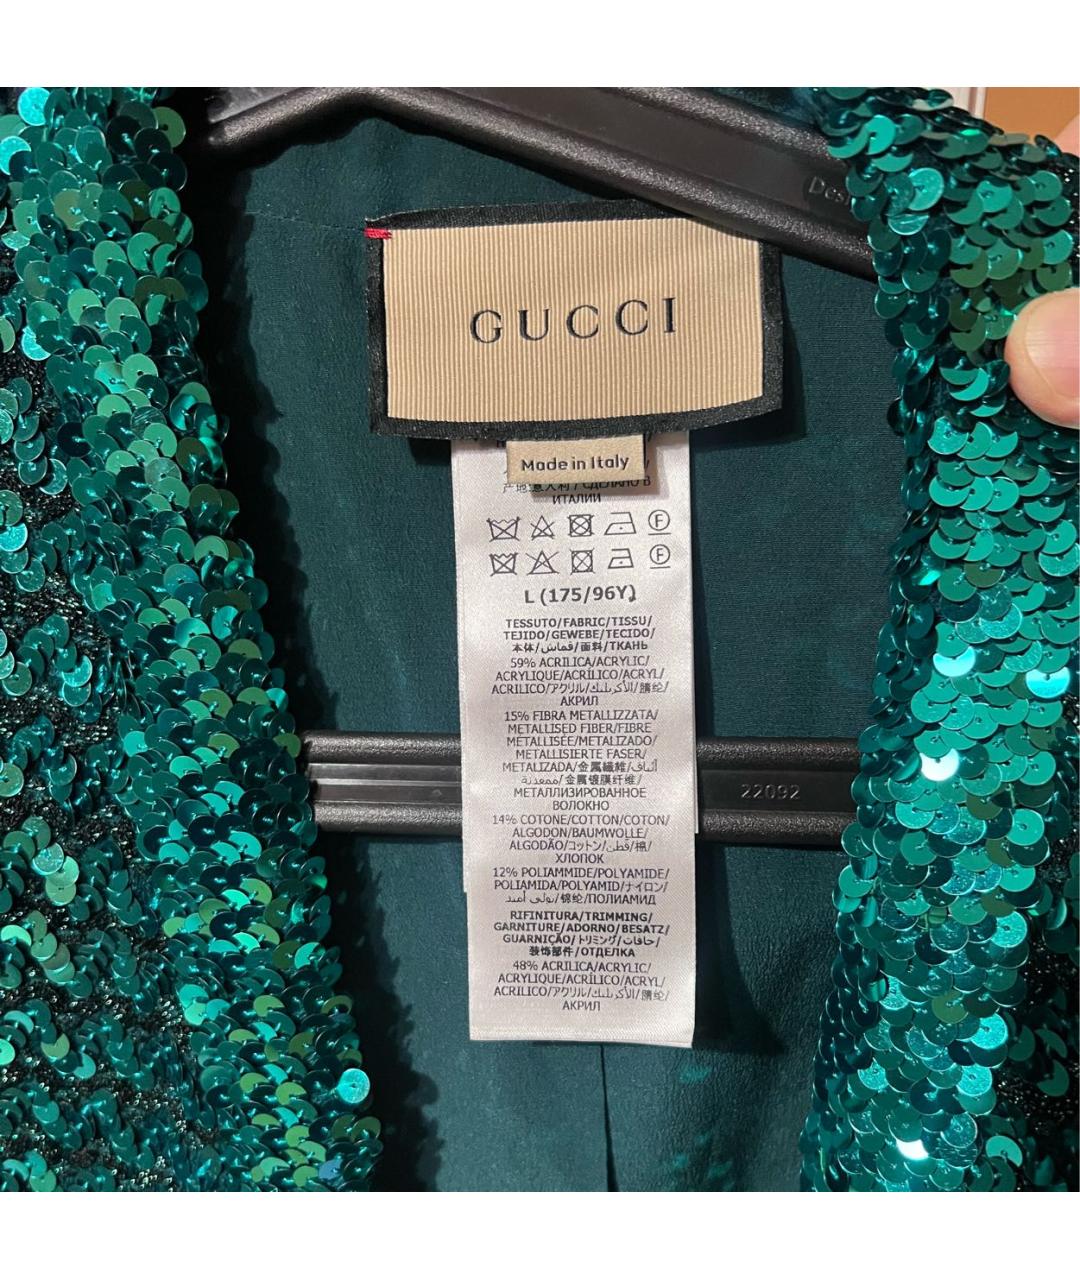 Des
GUCCI
Made in Italy
产地意大利 / СДЕЛАНО В
ИТАЛИИ
F
F
L (175/96Y)
TESSUTO/FABRIC/TISSU/
TEJIDO/GEWEBE/TECIDO/
本体/قماش/面料/ТКАНЬ
59% ACRILICA/ACRYLIC/
ACRYLIQUE/ACRÍLICO/ACRYL/
ACRILICO/アクリル/الأكريليك/腈纶/
АКРИЛ
15% FIBRA METALLIZZATA/
METALLISED FIBER/FIBRE
METALLISÉE/METALIZADO/
METALLISIERTE FASER/
METALIZADA/金属繊維/ألياف
ممعدنة/金属镀膜纤维/
МЕТАЛЛИЗИРОВАННОЕ
ВОЛОКНО
14% COTONE/COTTON/COTON/
ALGODON/BAUMWOLLE/
ALGODÃO/コットン/قطن/棉/
ХЛОПОК
12% POLIAMMIDE/POLYAMIDE/
POLIAMIDA/POLYAMID/ナイロン/
بولي أميد/锦纶/ПОЛИАМИД
RIFINITURA/TRIMMING/
GARNITURE/ADORNO/BESATZ/
GUARNIÇÃO/トリミング/حافات/
装饰部件/ОТДЕЛКА
48% ACRILICA/ACRYLIC/
ACRYLIQUE/ACRÍLICO/ACRYL/
ACRILICO/アクリル/الأكريليك/腈纶/
АКРИЛ
22092